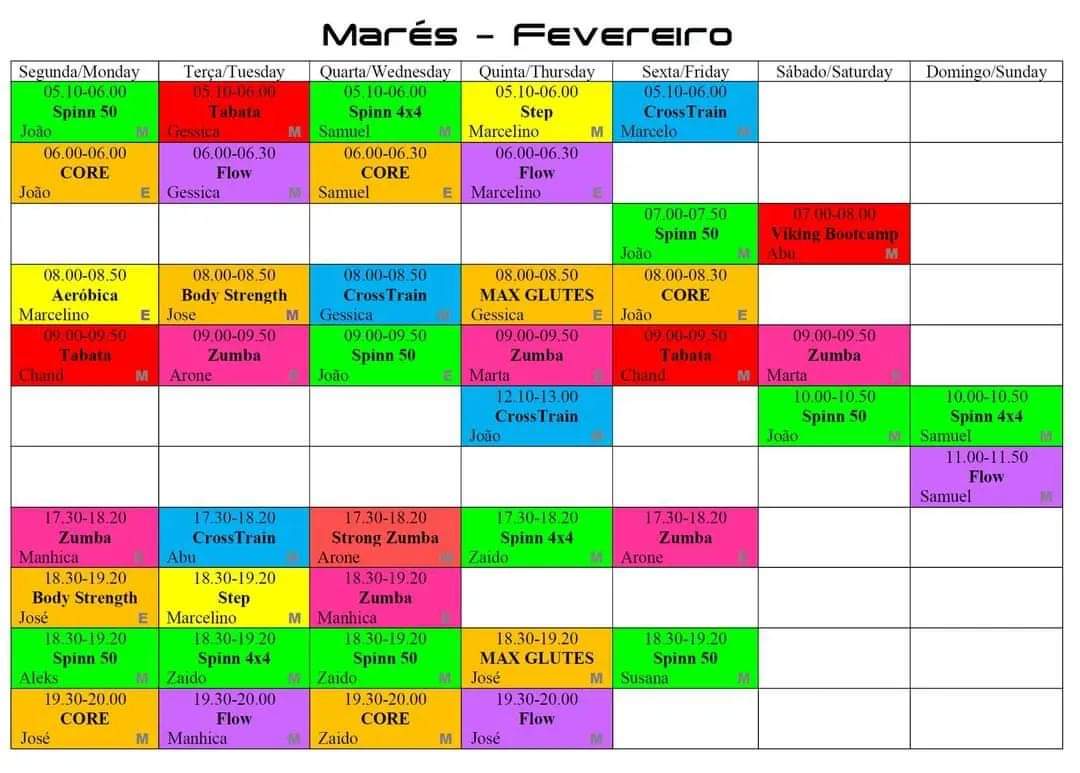 Marés - Fevereiro
Segunda/Monday Terça/Tuesday Quarta/Wednesday Quinta/Thursday Sexta/Friday Sábado/Saturday Domingo/Sunday
05.10-06.00 05.10-06.00 05.10-06.00 05.10-06.00 05.10-06.00
Spinn 50 Tabata Spinn 4x4 Step CrossTrain
João M Gessica M Samuel M Marcelino M Marcelo M
06.00-06.00 06.00-06.30 06.00-06.30 06.00-06.30
CORE Flow CORE Flow
João E Gessica M Samuel E Marcelino E
07.00-07.50 07.00-08.00
Spinn 50 Viking Bootcamp
João M Abu M
08.00-08.50 08.00-08.50 08.00-08.50 08.00-08.50 08.00-08.30
Aeróbica Body Strength CrossTrain MAX GLUTES CORE
Marcelino E Jose M Gessica M Gessica E João E
09.00-09.50 09.00-09.50 09.00-09.50 09.00-09.50 09.00-09.50 09.00-09.50
Tabata Zumba Spinn 50 Zumba Tabata Zumba
Chand M Arone João E Marta Chand M Marta
12.10-13.00 10.00-10.50 10.00-10.50
CrossTrain Spinn 50 Spinn 4x4
João M João M Samuel M
11.00-11.50
Flow
Samuel M
17.30-18.20 17.30-18.20 17.30-18.20 17.30-18.20 17.30-18.20
Zumba CrossTrain Strong Zumba Spinn 4x4 Zumba
Manhica Abu M Arone Zaido M Arone
18.30-19.20 18.30-19.20 18.30-19.20
Body Strength Step Zumba
José E Marcelino M Manhica
18.30-19.20 18.30-19.20 18.30-19.20 18.30-19.20 18.30-19.20
Spinn 50 Spinn 4x4 Spinn 50 MAX GLUTES Spinn 50
Aleks M Zaido M Zaido M José M Susana M
19.30-20.00 19.30-20.00 19.30-20.00 19.30-20.00
CORE Flow CORE Flow
José M Manhica M Zaido M José M